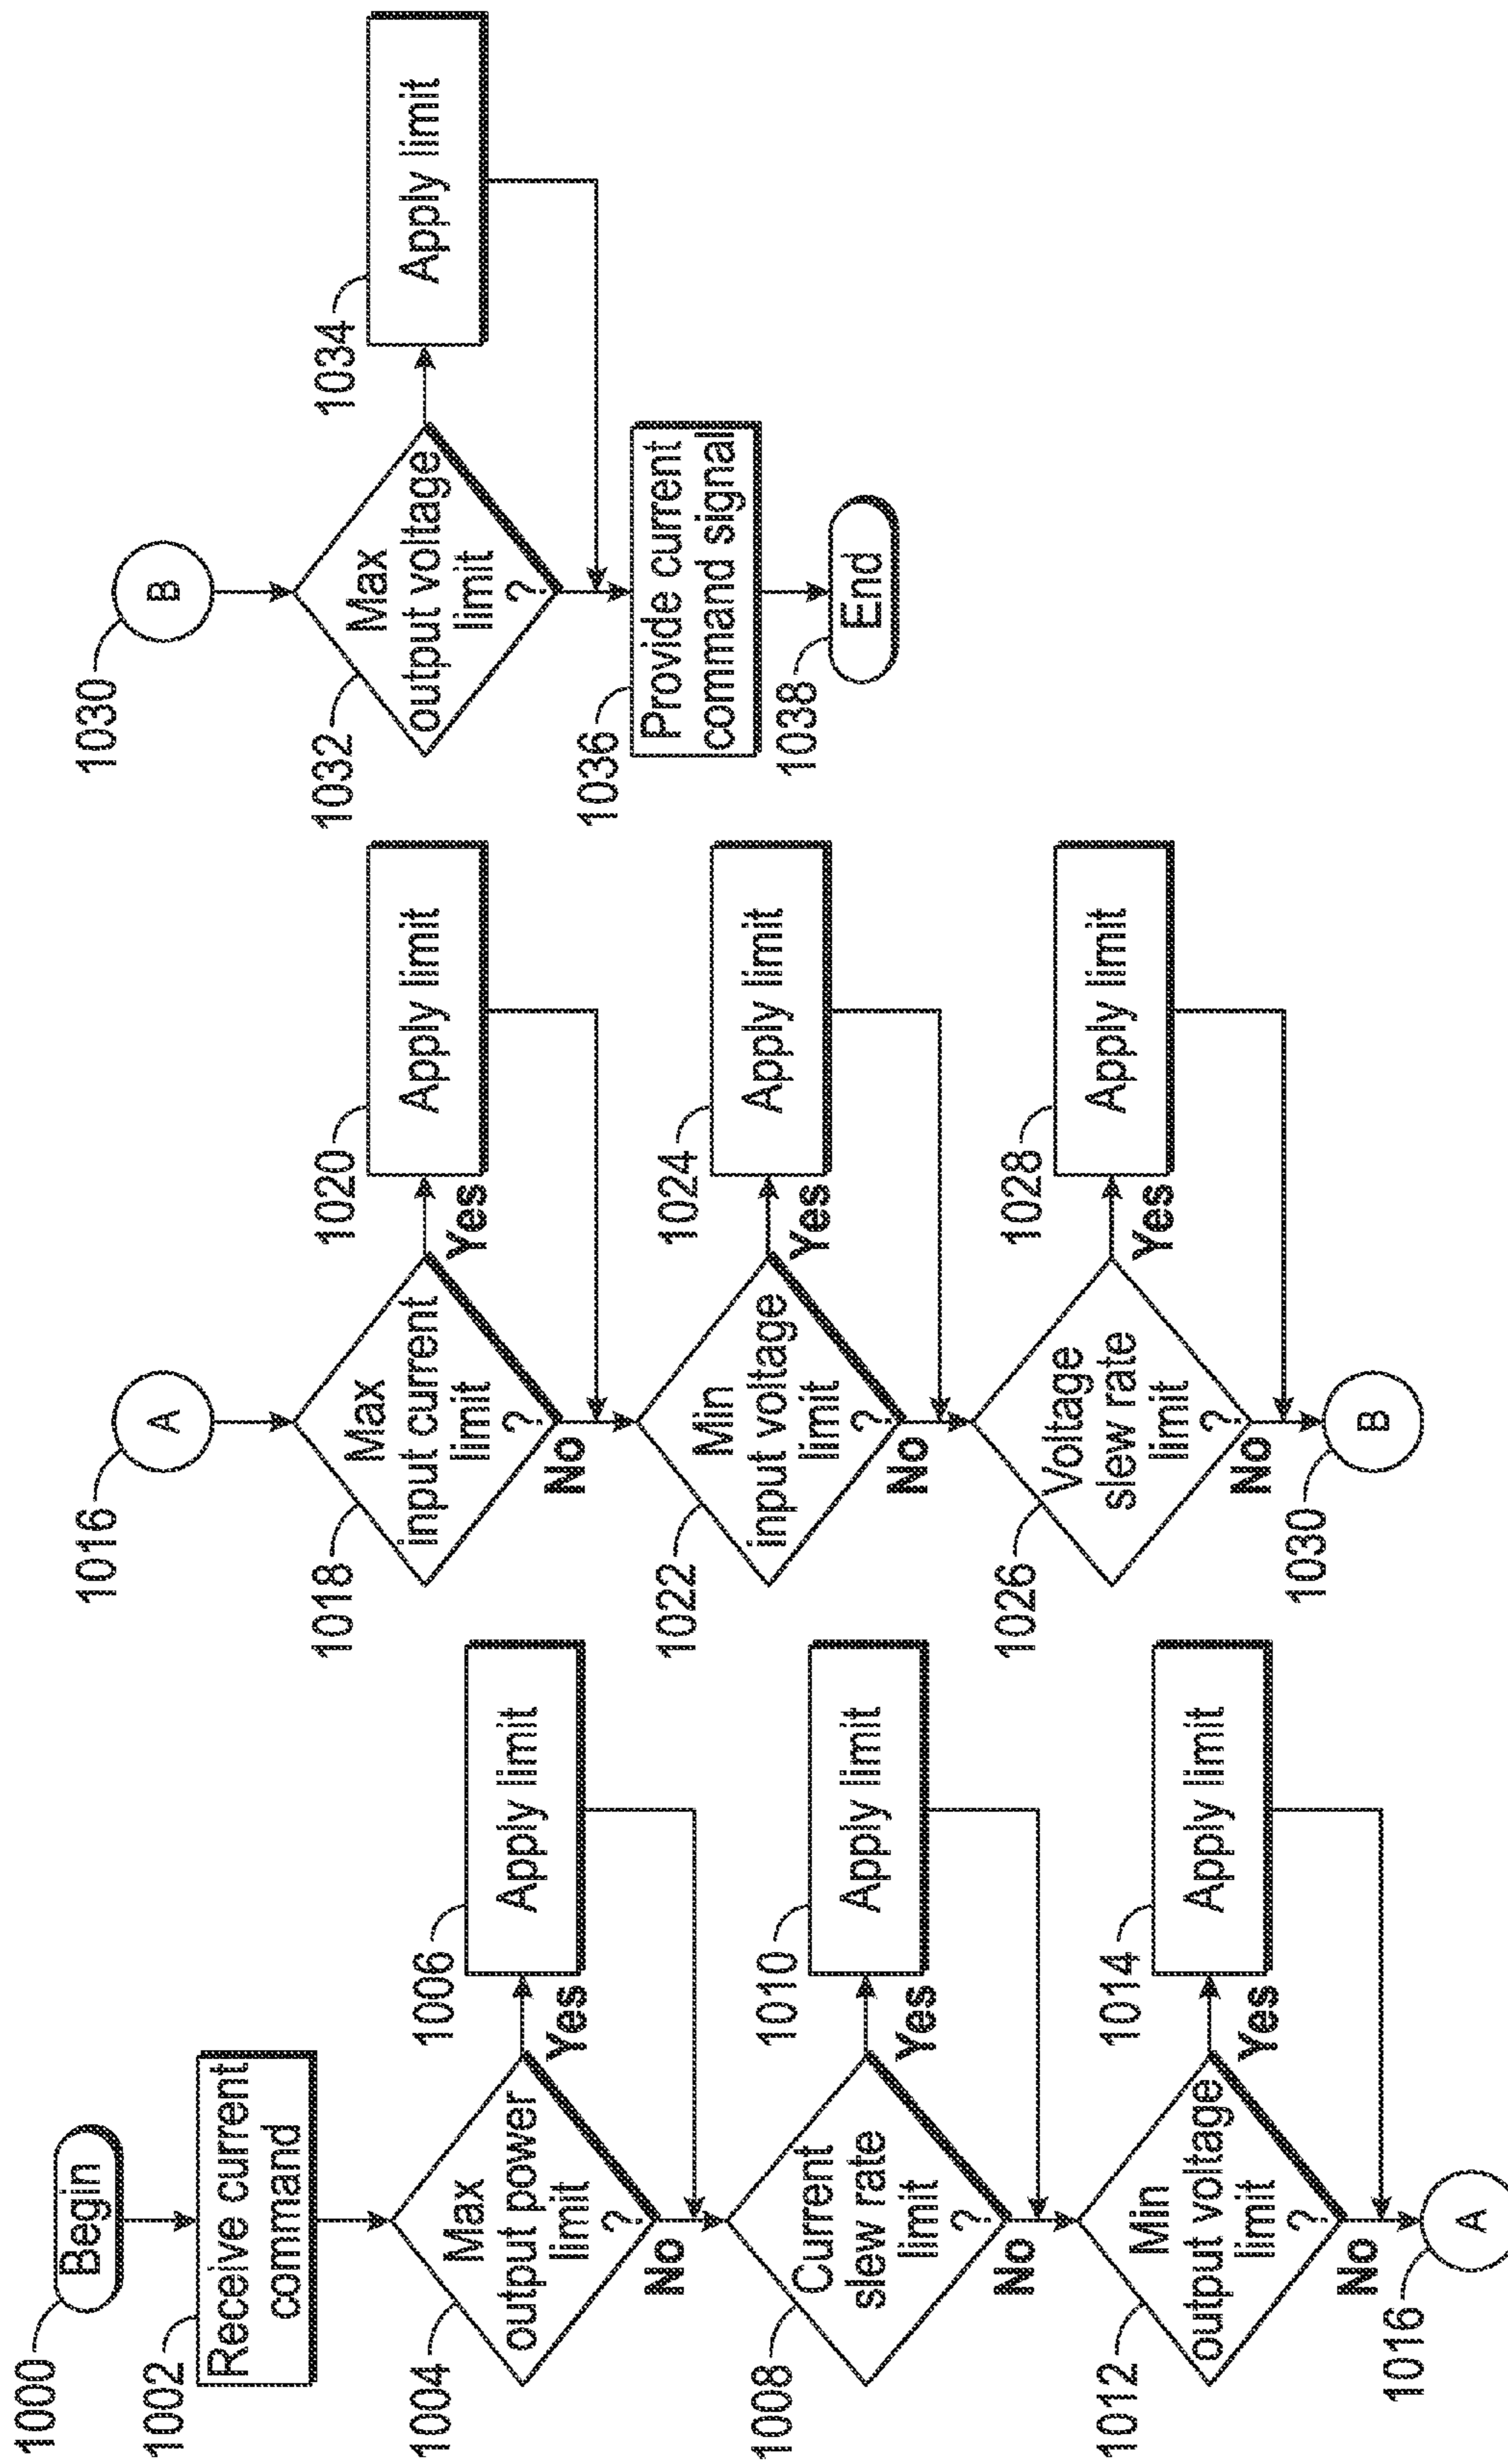 1000
Begin
1002
Receive current
command
1004
Max
output power
limit
?
Yes
No
1006
Apply limit
1008
Current
slew rate
limit
?
Yes
No
1010
Apply limit
1012
Min
output voltage
limit
?
Yes
No
1014
Apply limit
1016
A
1016
A
1018
Max
input current
limit
?
Yes
No
1020
Apply limit
1022
Min
input voltage
limit
?
Yes
No
1024
Apply limit
1026
Voltage
slew rate
limit
?
Yes
No
1028
Apply limit
1030
B
1030
B
1032
Max
output voltage
limit
?
1034
Apply limit
1036
Provide current
command signal
1038
End